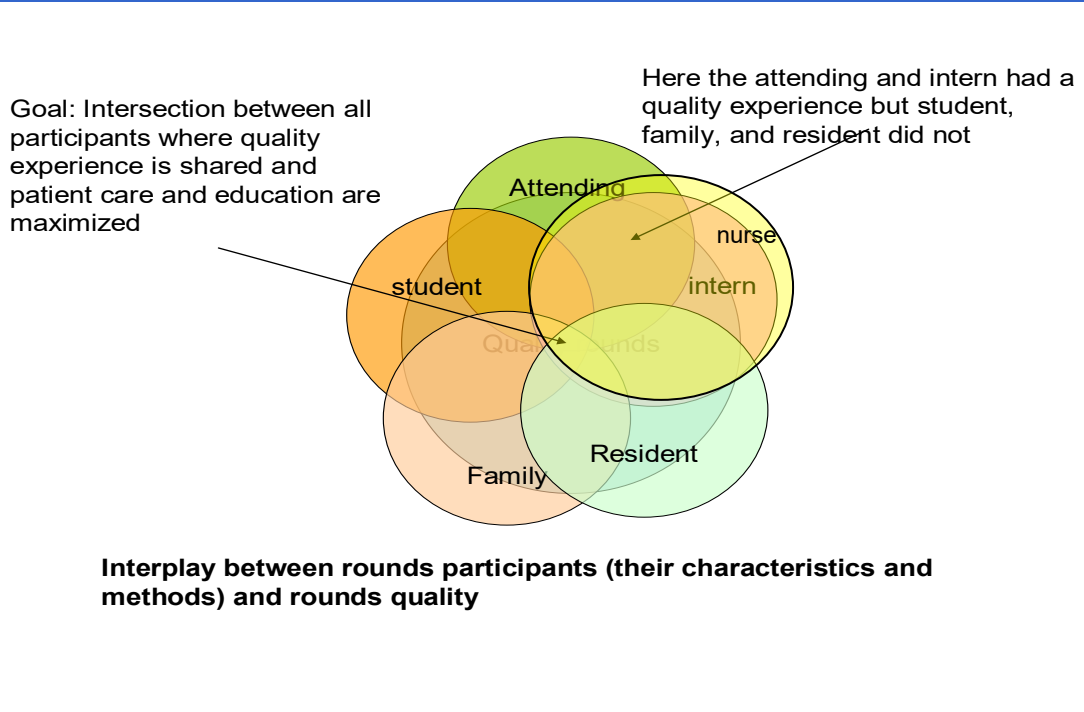 Here the attending and intern had a
quality experience but student,
family, and resident did not
Goal: Intersection between all
participants where quality
experience is shared and
patient care and education are
maximized
Attending
nurse
student
intern
Resident
Family
Interplay between rounds participants (their characteristics and
methods) and rounds quality